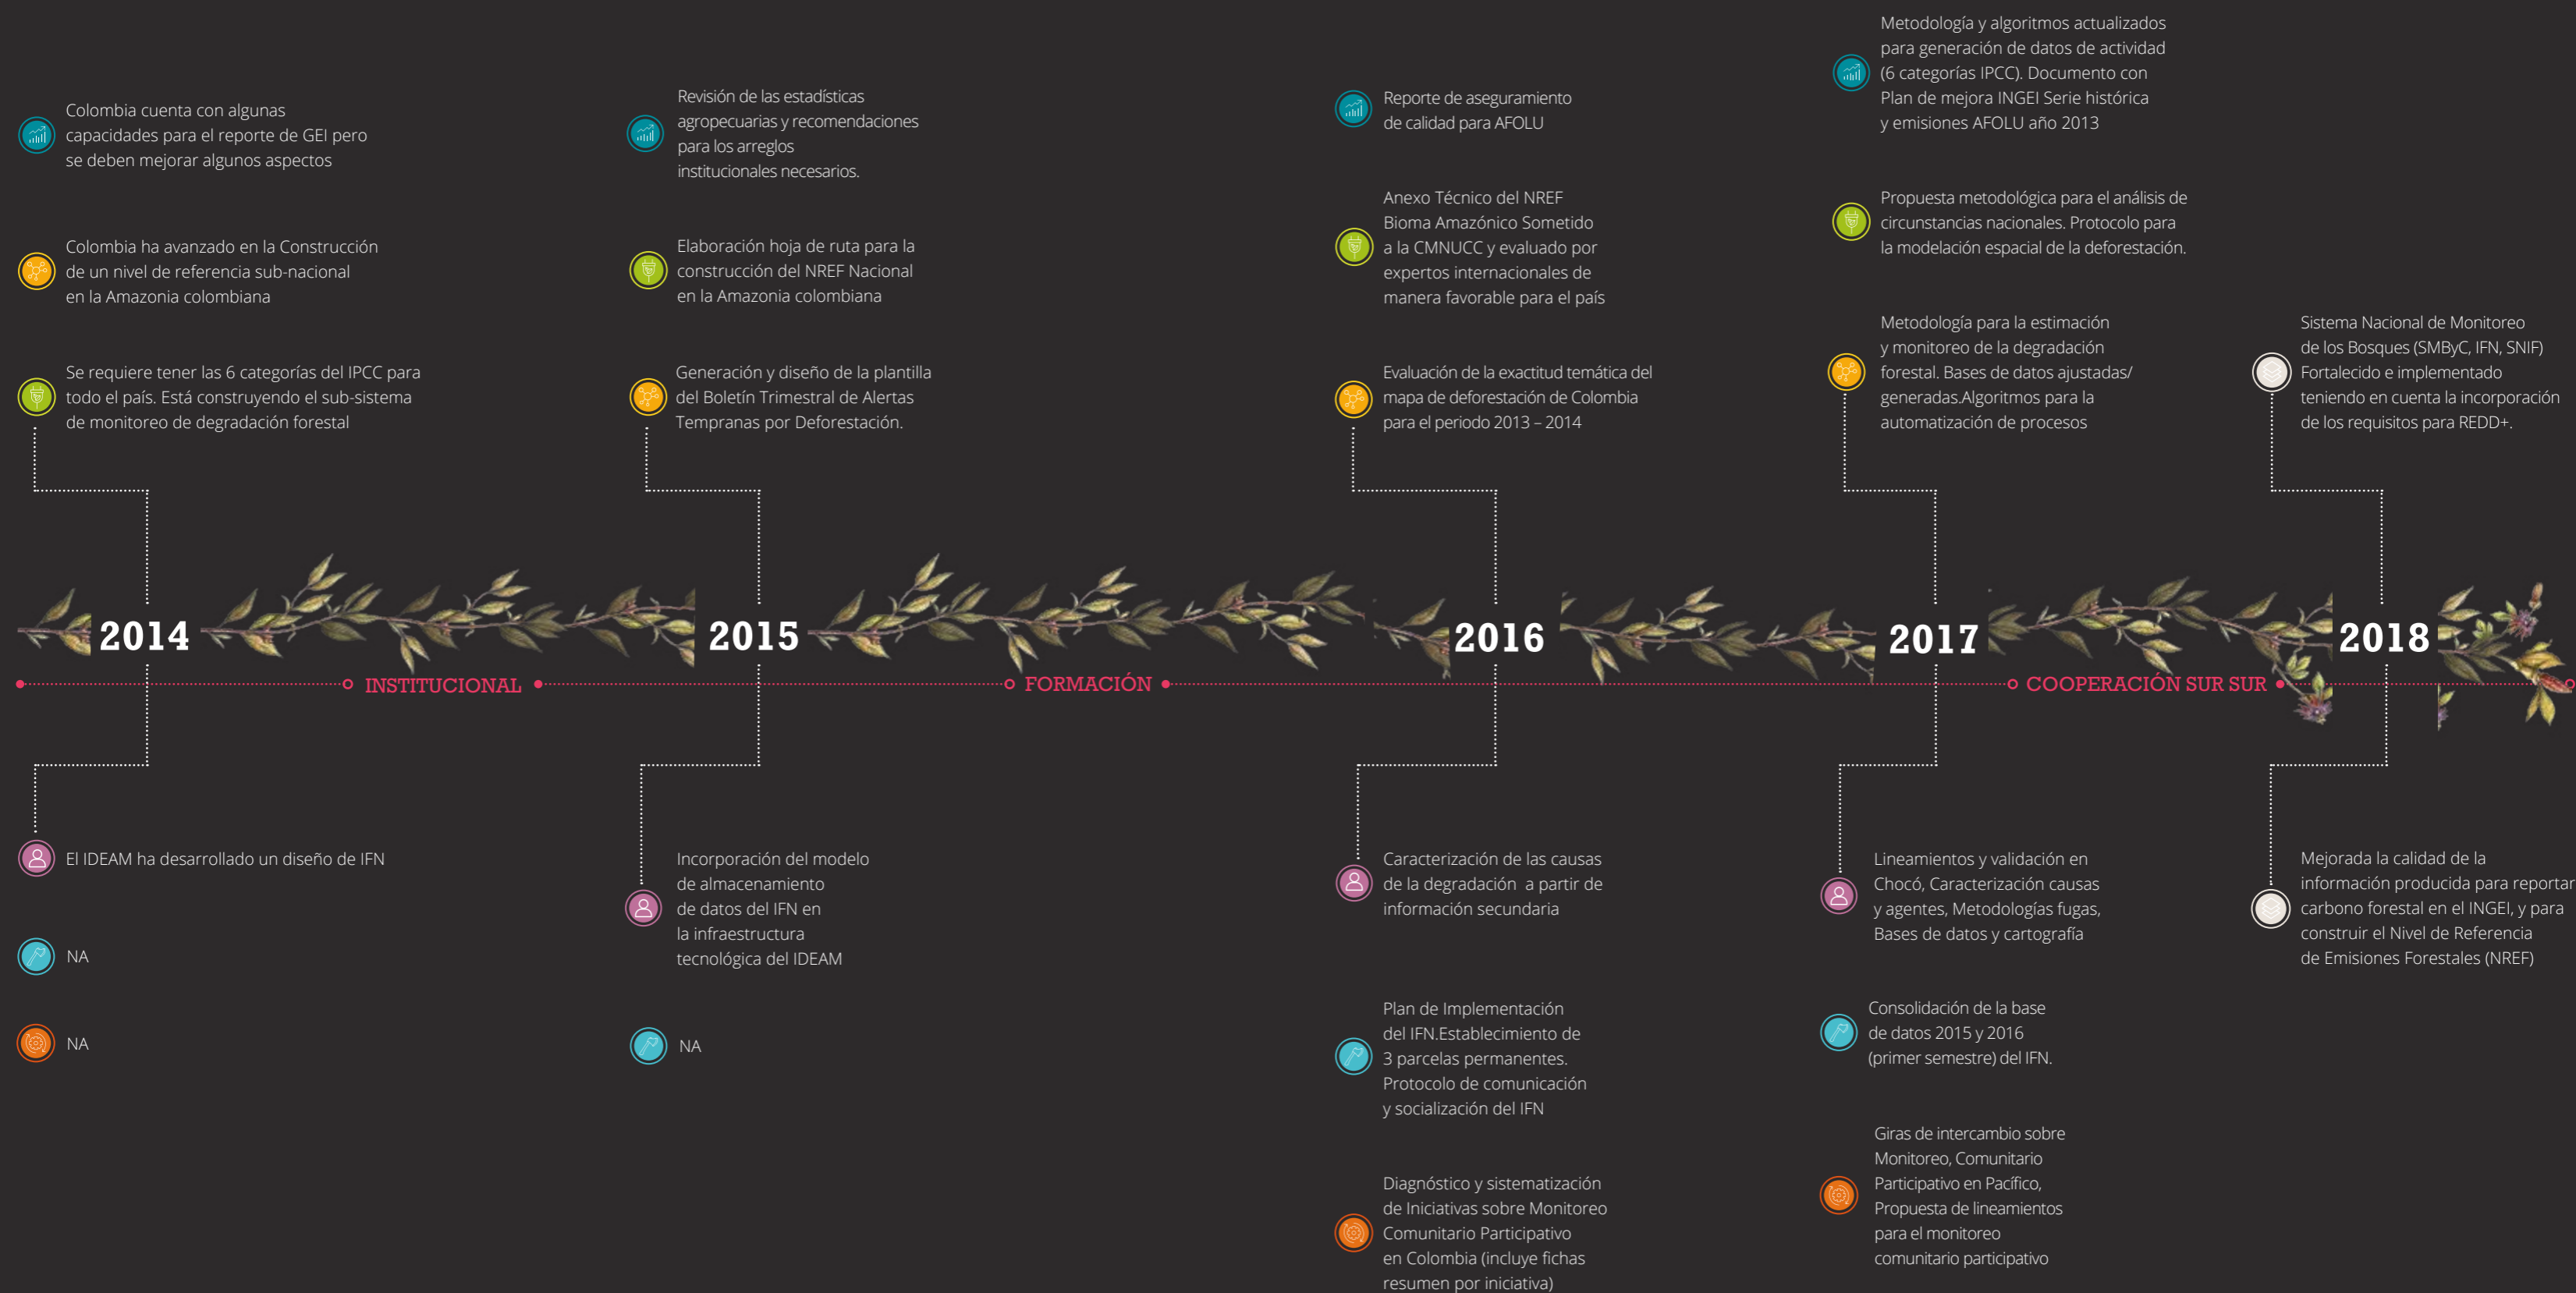 Colombia cuenta con algunas
capacidades para el reporte de GEI pero
se deben mejorar algunos aspectos
Colombia ha avanzado en la Construcción
de un nivel de referencia sub-nacional
en la Amazonia colombiana
Se requiere tener las 6 categorías del IPCC para
todo el país. Está construyendo el sub-sistema
de monitoreo de degradación forestal
Revisión de las estadísticas
agropecuarias y recomendaciones
para los arreglos
institucionales necesarios.
Elaboración hoja de ruta para la
construcción del NREF Nacional
en la Amazonia colombiana
Generación y diseño de la plantilla
del Boletín Trimestral de Alertas
Tempranas por Deforestación.
Reporte de aseguramiento
de calidad para AFOLU
Anexo Técnico del NREF
Bioma Amazónico Sometido
a la CMNUCC y evaluado por
expertos internacionales de
manera favorable para el país
Evaluación de la exactitud temática del
mapa de deforestación de Colombia
para el periodo 2013 – 2014
Metodología y algoritmos actualizados
para generación de datos de actividad
(6 categorías IPCC). Documento con
Plan de mejora INGEI Serie histórica
y emisiones AFOLU año 2013
Propuesta metodológica para el análisis de
circunstancias nacionales. Protocolo para
la modelación espacial de la deforestación.
Metodología para la estimación
y monitoreo de la degradación
forestal. Bases de datos ajustadas/
generadas.Algoritmos para la
automatización de procesos
Sistema Nacional de Monitoreo
de los Bosques (SMByC, IFN, SNIF)
Fortalecido e implementado
teniendo en cuenta la incorporación
de los requisitos para REDD+.
2014
2015
2016
2017
2018
INSTITUCIONAL
FORMACIÓN
COOPERACIÓN SUR SUR
El IDEAM ha desarrollado un diseño de IFN
NA
NA
Incorporación del modelo
de almacenamiento
de datos del IFN en
la infraestructura
tecnológica del IDEAM
NA
Caracterización de las causas
de la degradación a partir de
información secundaria
Plan de Implementación
del IFN.Establecimiento de
3 parcelas permanentes.
Protocolo de comunicación
y socialización del IFN
Diagnóstico y sistematización
de Iniciativas sobre Monitoreo
Comunitario Participativo
en Colombia (incluye fichas
resumen por iniciativa)
Lineamientos y validación en
Chocó, Caracterización causas
y agentes, Metodologías fugas,
Bases de datos y cartografía
Consolidación de la base
de datos 2015 y 2016
(primer semestre) del IFN.
Giras de intercambio sobre
Monitoreo, Comunitario
Participativo en Pacífico,
Propuesta de lineamientos
para el monitoreo
comunitario participativo
Mejorada la calidad de la
información producida para reportar
carbono forestal en el INGEI, y para
construir el Nivel de Referencia
de Emisiones Forestales (NREF)